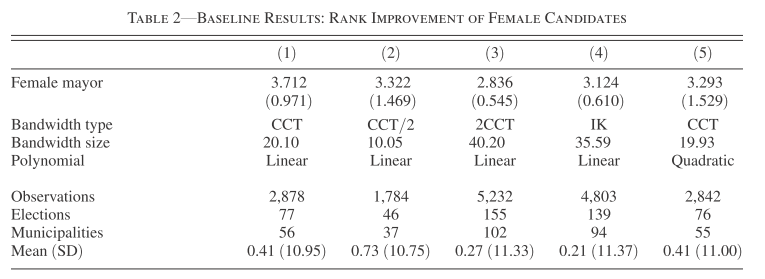 TABLE 2—BASELINE RESULTS: RANK IMPROVEMENT OF FEMALE CANDIDATES
(1) (2) (3) (4) (5)
Female mayor 3.712 3.322 2.836 3.124 3.293
(0.971) (1.469) (0.545) (0.610) (1.529)
Bandwidth type CCT CCT/2 2CCT IK CCT
Bandwidth size 20.10 10.05 40.20 35.59 19.93
Polynomial Linear Linear Linear Linear Quadratic
Observations 2,878 1,784 5,232 4,803 2,842
Elections 77 46 155 139 76
Municipalities 56 37 102 94 55
Mean (SD) 0.41 (10.95) 0.73 (10.75) 0.27 (11.33) 0.21 (11.37) 0.41 (11.00)